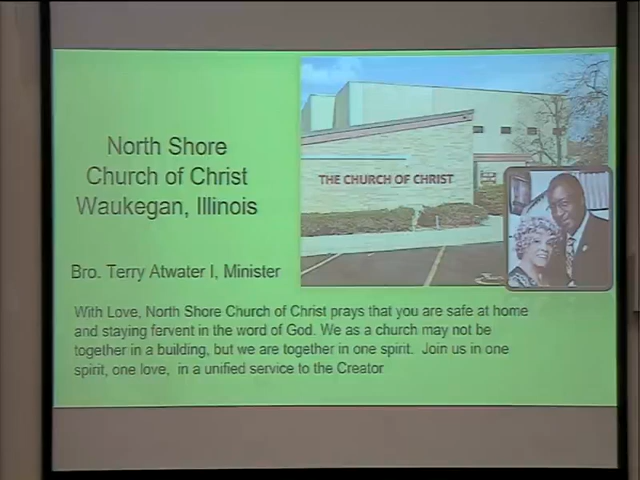 North Shore
Church of Christ
Waukegan, Illinois
THE CHURCH OF CHRIST
Bro. Terry Atwater I, Minister
With Love, North Shore Church of Christ prays that you are safe at home
and staying fervent in the word of God. We as a church may not be
together in a building, but we are together in one spirit. Join us in one
spirit, one love, in a unified service to the Creator